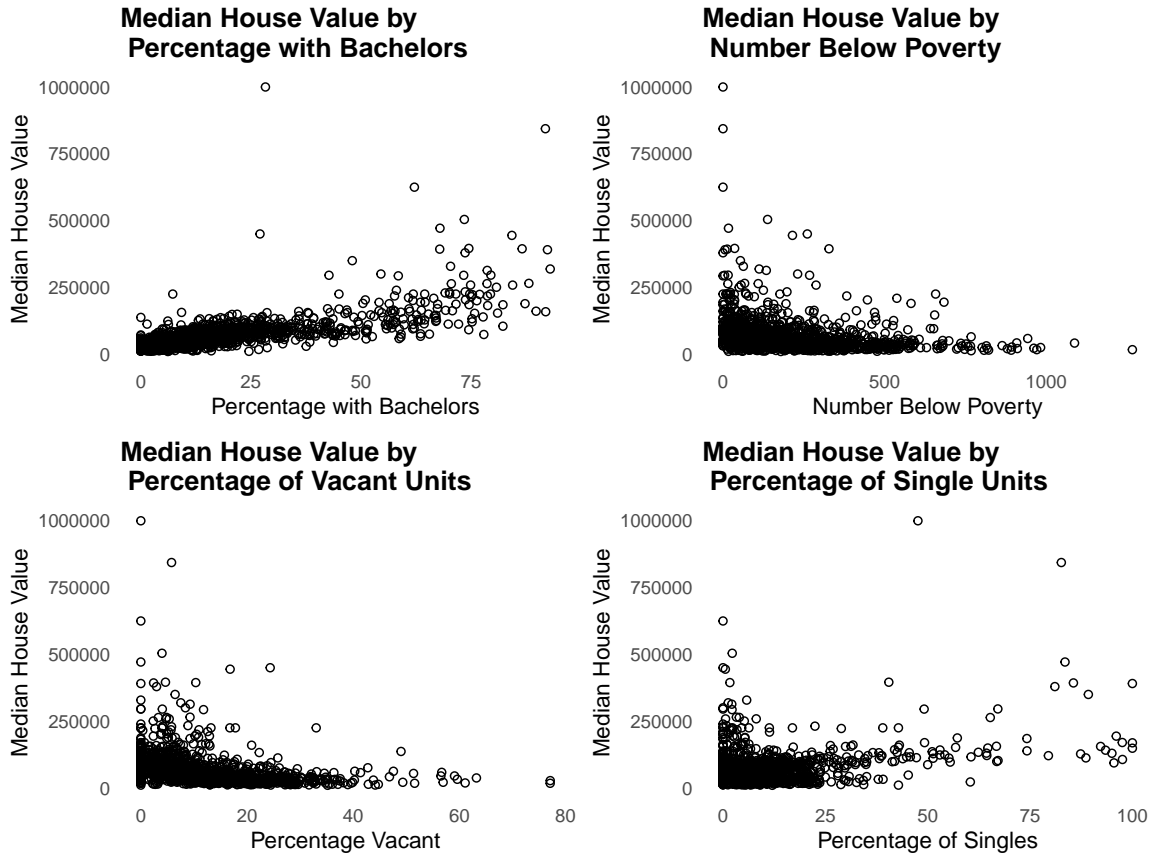 Median House Value by
Percentage with Bachelors
1000000
750000
500000
250000
0
Median House Value
0 25 50 75
Percentage with Bachelors
Median House Value by
Number Below Poverty
1000000
750000
500000
250000
0
Median House Value
0 500 1000
Number Below Poverty
Median House Value by
Percentage of Vacant Units
1000000
750000
500000
250000
0
Median House Value
0 20 40 60 80
Percentage Vacant
Median House Value by
Percentage of Single Units
1000000
750000
500000
250000
0
Median House Value
0 25 50 75 100
Percentage of Singles